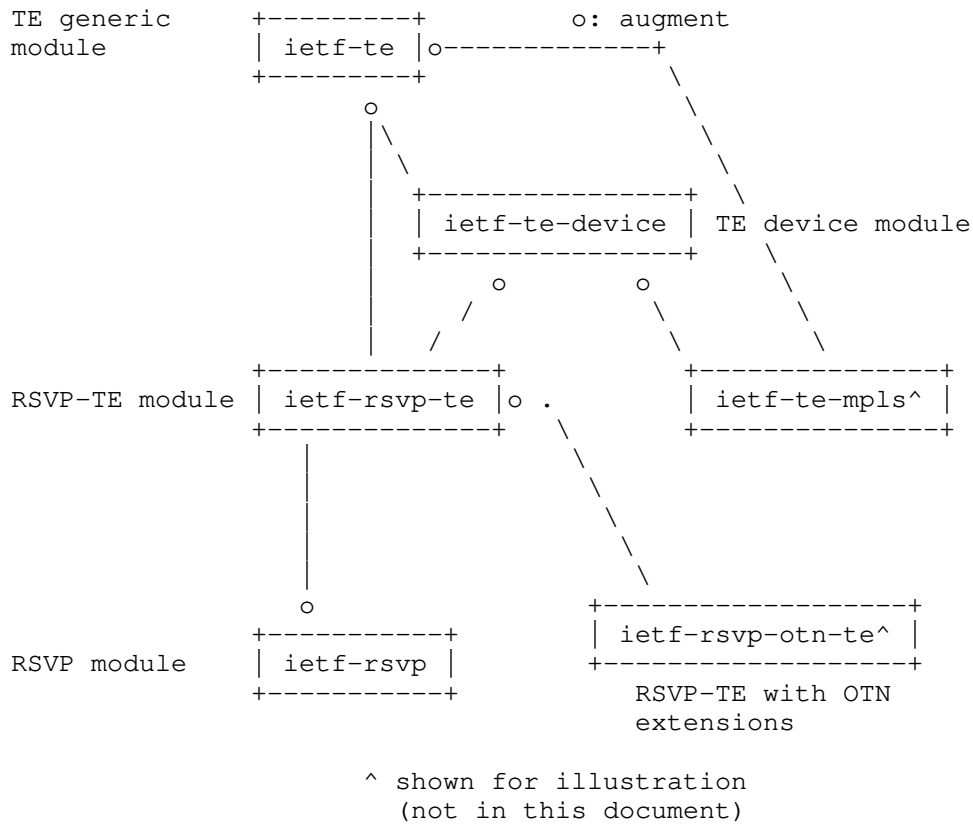 TE generic +---------+ o: augment
module | ietf-te |o-------------+
+---------+ \
o \
|\ \
| \ \
| +----------------+ \
| | ietf-te-device | TE device module
| +----------------+ \
| o o \
| / \ \
| / \ \
+--------------+ +---------------+
RSVP-TE module | ietf-rsvp-te |o . | ietf-te-mpls^ |
+--------------+ +---------------+
| \
| \
| \
| \
| \
o +-------------------+
+-----------+ | ietf-rsvp-otn-te^ |
RSVP module | ietf-rsvp | +-------------------+
+-----------+ RSVP-TE with OTN
extensions
^ shown for illustration
(not in this document)